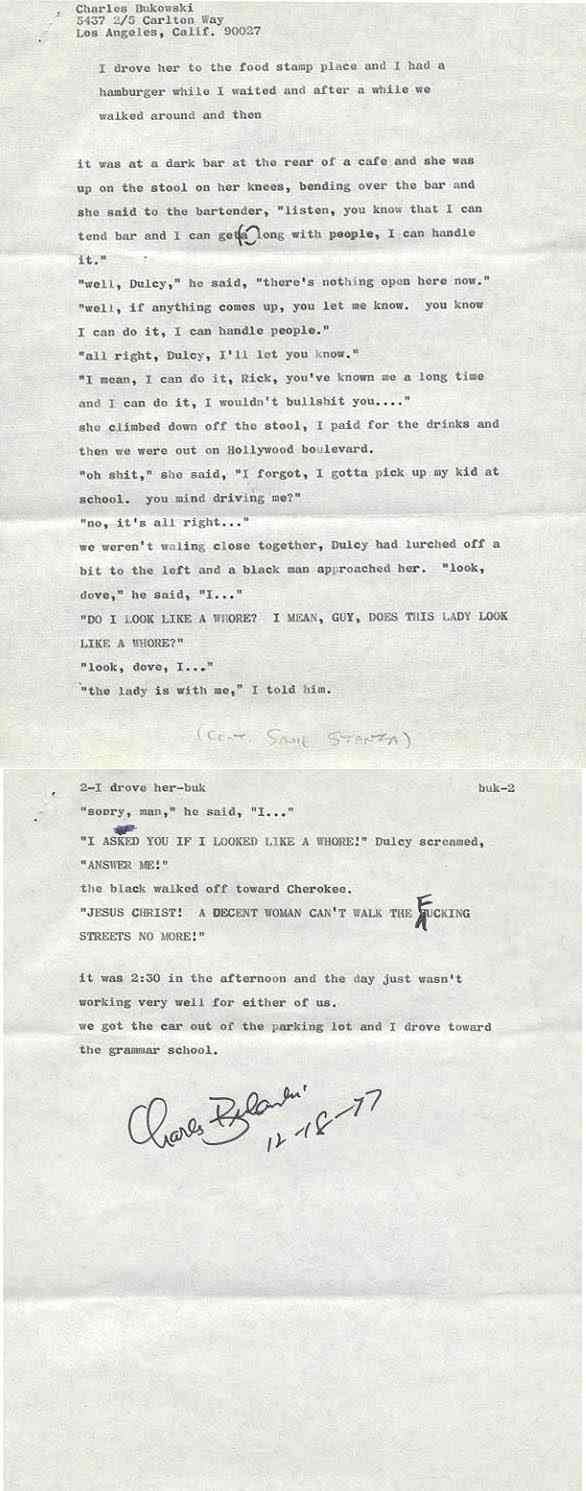 Charles Bukowski
5437 2/5 Carlton Way
Los Angeles, Calif. 90027
I drove her to the food stamp place and I had a
hamburger while I waited and after a while we
walked around and then
it was at a dark bar at the rear of a cafe and she was
up on the stool on her knees, bending over the bar and
she said to the bartender, "listen, you know that I can
tend bar and I can get along with people, I can handle
it."
"well, Dulcy," he said, "there's nothing open here now."
"well, if anything comes up, you let me know.  you know
I can do it, I can handle people."
"all right, Dulcy, I'll let you know."
"I mean, I can do it, Rick, you've known me a long time
and I can do it, I wouldn't bullshit you...."
she climbed down off the stool, I paid for the drinks and
then we were out on Hollywood boulevard.
"oh shit," she said, "I forgot, I gotta pick up my kid at
school.  you mind driving me?"
"no, it's all right..."
we weren't waling close together, Dulcy had lurched off a
bit to the left and a black man approached her.  "look,
dove," he said, "I..."
"DO I LOOK LIKE A WHORE?  I MEAN, GUY, DOES THIS LADY LOOK
LIKE A WHORE?"
"look, dove, I..."
"the lady is with me," I told him.
(CONT. SAME STANZA)
2-I drove her-buk buk-2
"sorry, man," he said, "I..."
"I ASKED YOU IF I LOOKED LIKE A WHORE!" Dulcy screamed,
"ANSWER ME!"
the black walked off toward Cherokee.
"JESUS CHRIST!  A DECENT WOMAN CAN'T WALK THE FUCKING
STREETS NO MORE!"
it was 2:30 in the afternoon and the day just wasn't
working very well for either of us.
we got the car out of the parking lot and I drove toward
the grammar school.
Charles Bukowski
12-18-77